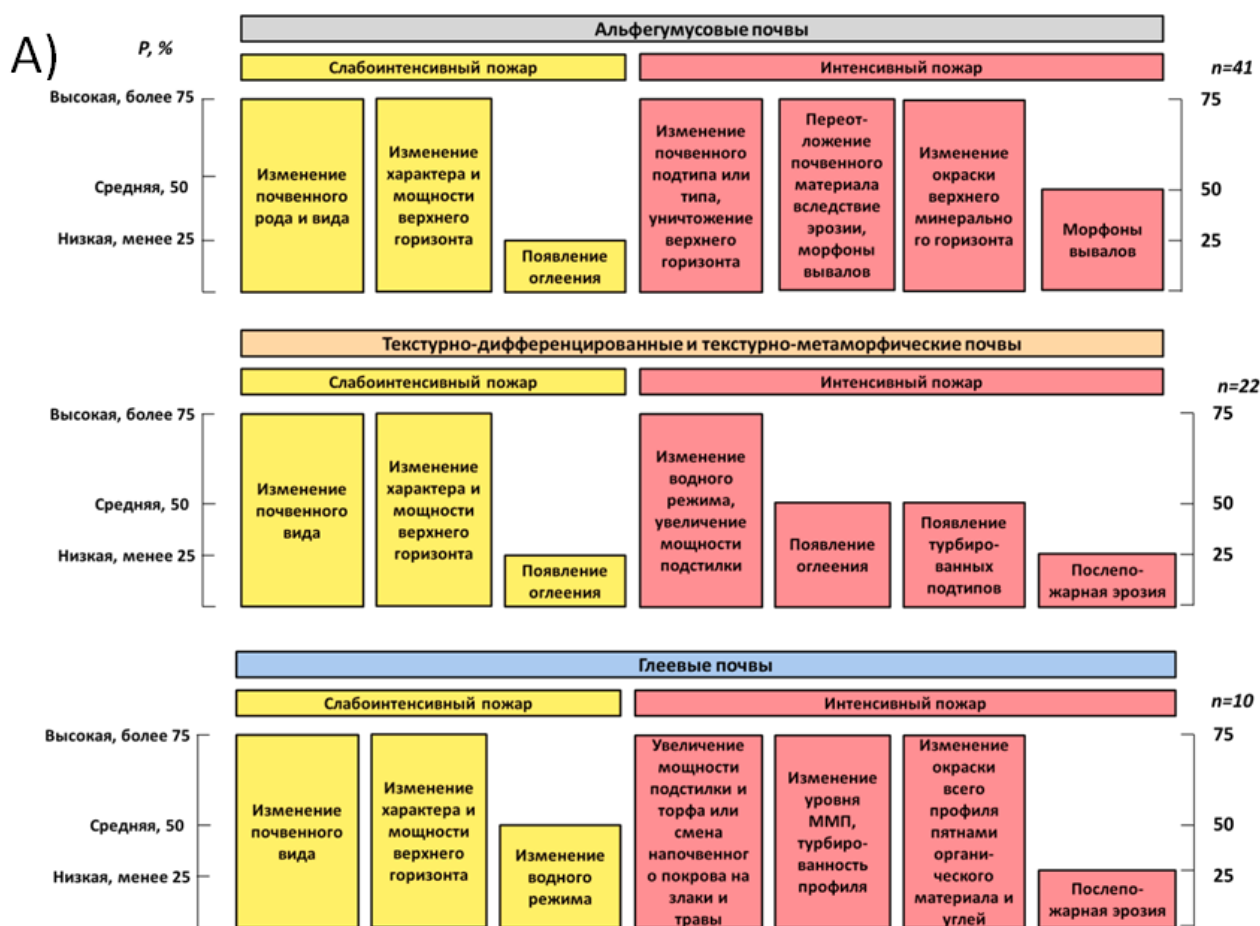 А)
Р, %
Альфегумусовые почвы
Слабоинтенсивный пожар
Интенсивный пожар
n=41
Высокая, более 75
Средняя, 50
Низкая, менее 25
Изменение
почвенного
рода и вида
Изменение
характера и
мощности
верхнего
горизонта
Появление
оглеения
Изменение
почвенного
подтипа или
типа,
уничтожение
верхнего
горизонта
Переот-
ложение
почвенного
материала
вследствие
эрозии,
морфоны
вывалов
Изменение
окраски
верхнего
минерально
го горизонта
Морфоны
вывалов
75
50
25
Текстурно-дифференцированные и текстурно-метаморфические почвы
Слабоинтенсивный пожар
Интенсивный пожар
n=22
Высокая, более 75
Средняя, 50
Низкая, менее 25
Изменение
почвенного
вида
Изменение
характера и
мощности
верхнего
горизонта
Появление
оглеения
Изменение
водного
режима,
увеличение
мощности
подстилки
Появление
оглеения
Появление
турбиро-
ванных
подтипов
Послепо-
жарная эрозия
75
50
25
Глеевые почвы
Слабоинтенсивный пожар
Интенсивный пожар
n=10
Высокая, более 75
Средняя, 50
Низкая, менее 25
Изменение
почвенного
вида
Изменение
характера и
мощности
верхнего
горизонта
Изменение
водного
режима
Увеличение
мощности
подстилки и
торфа или
смена
напочвенног
о покрова на
злаки и
травы
Изменение
уровня
ММП,
турбиро-
ванность
профиля
Изменение
окраски
всего
профиля
пятнами
органи-
ческого
материала и
углей
Послепо-
жарная эрозия
75
50
25